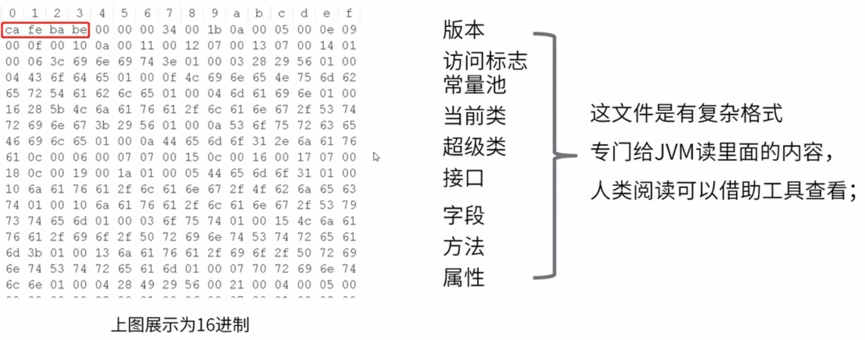 0 1 2 3 4 5 6 7 8 9 a b c d e f
ca fe ba be 00 00 00 34 00 1b 0a 00 05 00 0e 09
00 0f 00 10 0a 00 11 00 12 07 00 13 07 00 14 01
00 06 3c 69 6e 69 74 3e 01 00 03 28 29 56 01 00
04 43 6f 64 65 01 00 0f 4c 69 6e 65 4e 75 6d 62
65 72 54 61 62 6c 65 01 00 04 6d 61 69 6e 01 00
16 28 5b 4c 6a 61 76 61 2f 6c 61 6e 67 2f 53 74
72 69 6e 67 3b 29 56 01 00 0a 53 6f 75 72 63 65
46 69 6c 65 01 00 0a 44 65 6d 6f 31 2e 6a 61 76
61 0c 00 06 00 07 07 00 15 0c 00 16 00 17 07 00
18 0c 00 19 00 1a 01 00 05 44 65 6d 6f 31 01 00
10 6a 61 76 61 2f 6c 61 6e 67 2f 4f 62 6a 65 63
74 01 00 10 6a 61 76 61 2f 6c 61 6e 67 2f 53 79
73 74 65 6d 01 00 03 6f 75 74 01 00 15 4c 6a 61
76 61 2f 69 6f 2f 50 72 69 6e 74 53 74 72 65 61
6d 3b 01 00 13 6a 61 76 61 2f 69 6f 2f 50 72 69
6e 74 53 74 72 65 61 6d 01 00 07 70 72 69 6e 74
6c 6e 01 00 04 28 49 29 56 00 21 00 04 00 05 00
上图展示为16进制
版本
访问标志
常量池
当前类
超级类
接口
字段
方法
属性
这文件是有复杂格式
专门给JVM读里面的内容，
人类阅读可以借助工具查看；